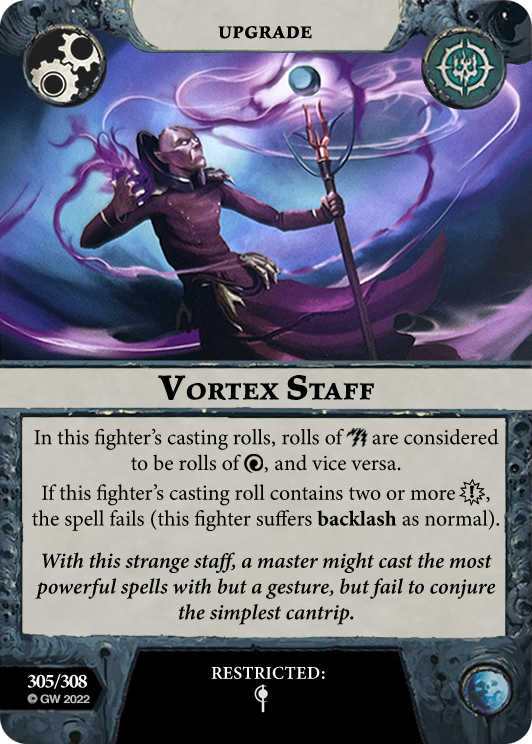 UPGRADE
VORTEX STAFF
In this fighter's casting rolls, rolls of are considered
to be rolls of , and vice versa.
If this fighter's casting roll contains two or more ,
the spell fails (this fighter suffers backlash as normal).
With this strange staff, a master might cast the most
powerful spells with but a gesture, but fail to conjure
the simplest cantrip.
305/308
© GW 2022
RESTRICTED: